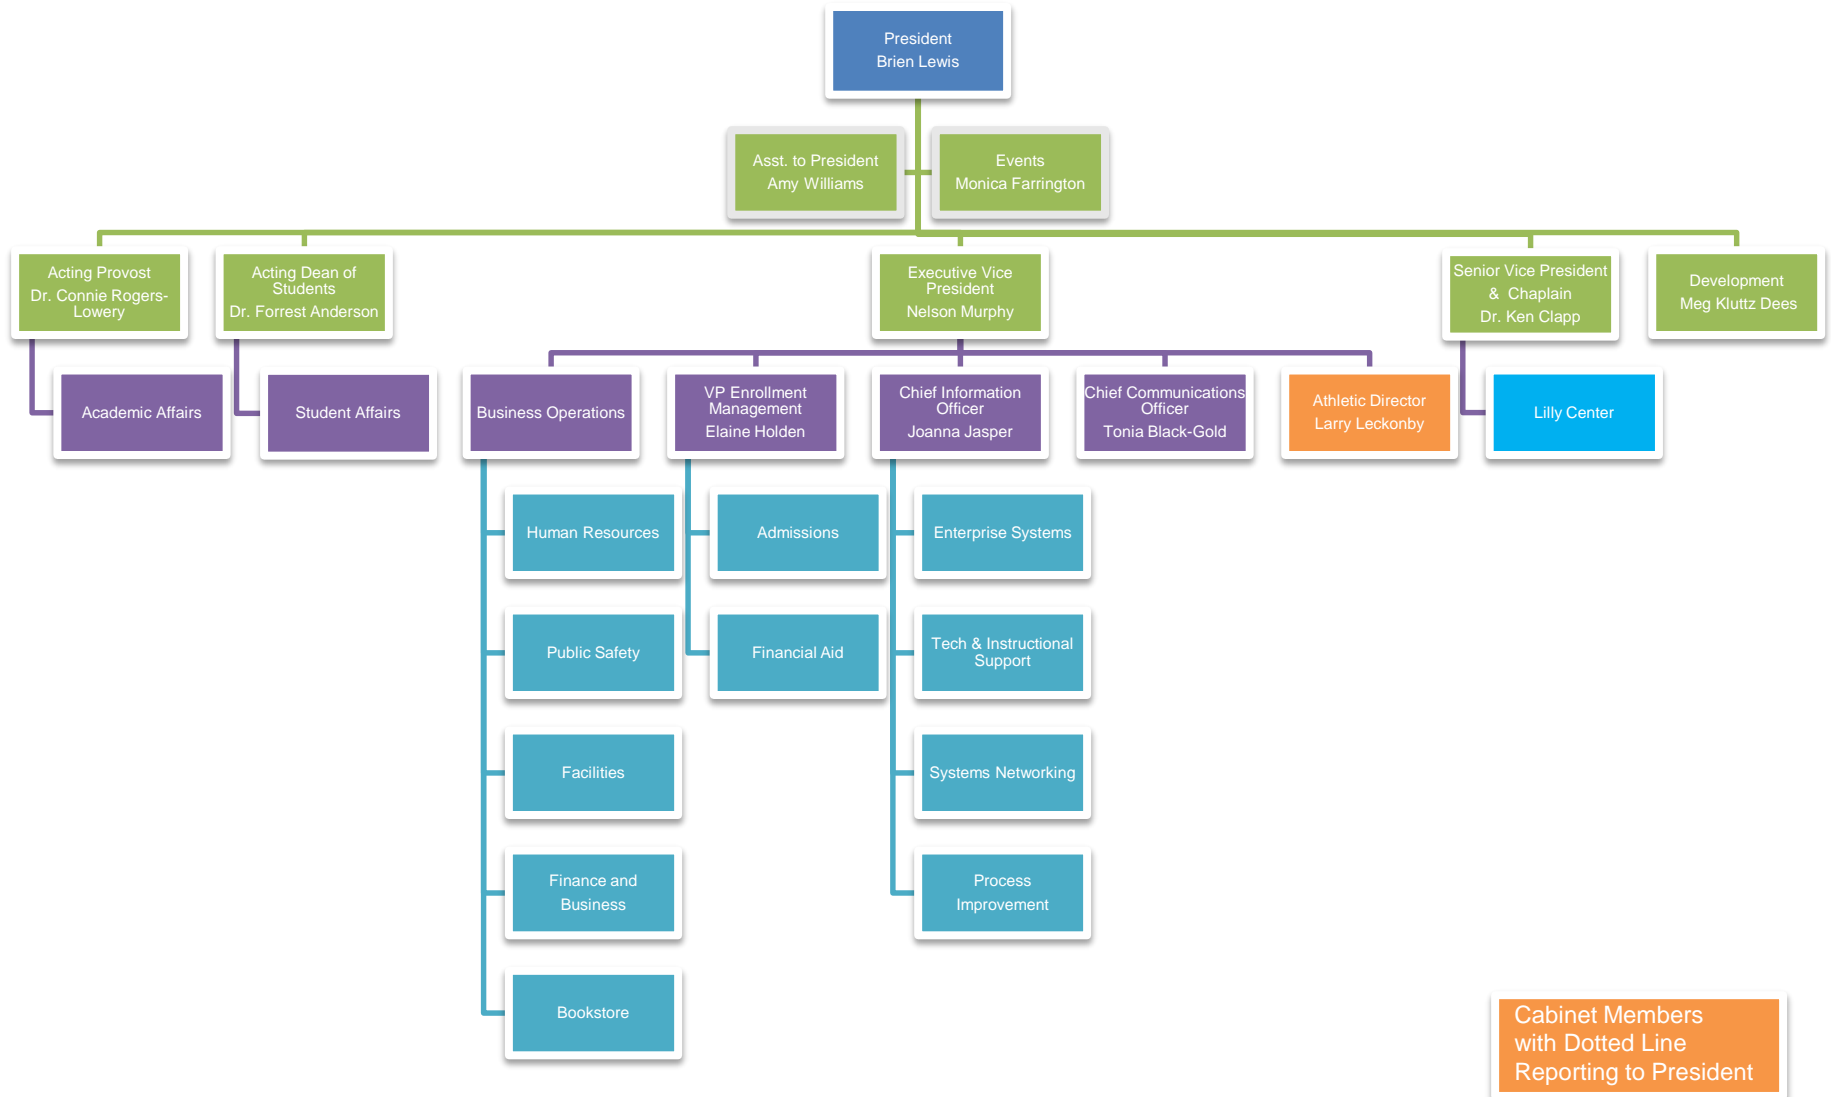 President
Brien Lewis
Asst. to President
Amy Williams
Events
Monica Farrington
Acting Provost
Dr. Connie Rogers-
Lowery
Acting Dean of
Students
Dr. Forrest Anderson
Executive Vice
President
Nelson Murphy
Senior Vice President
& Chaplain
Dr. Ken Clapp
Development
Meg Kluttz Dees
Academic Affairs
Student Affairs
Business Operations
VP Enrollment
Management
Elaine Holden
Chief Information
Officer
Joanna Jasper
Chief Communications
Officer
Tonia Black-Gold
Athletic Director
Larry Leckonby
Lilly Center
Human Resources
Admissions
Enterprise Systems
Public Safety
Financial Aid
Tech & Instructional
Support
Facilities
Systems Networking
Finance and
Business
Process
Improvement
Bookstore
Cabinet Members
with Dotted Line
Reporting to President